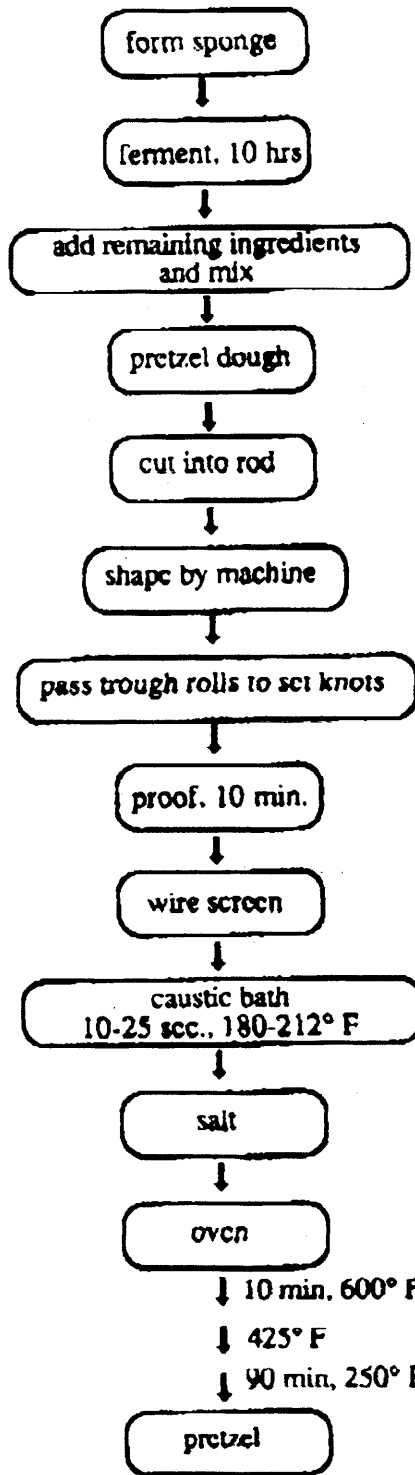 form sponge
ferment, 10 hrs
add remaining ingredients
and mix
pretzel dough
cut into rod
shape by machine
pass trough rolls to set knots
proof, 10 min.
wire screen
caustic bath
10-25 sec., 180-212° F
salt
oven
10 min, 600° F
425° F
90 min, 250° F
pretzel